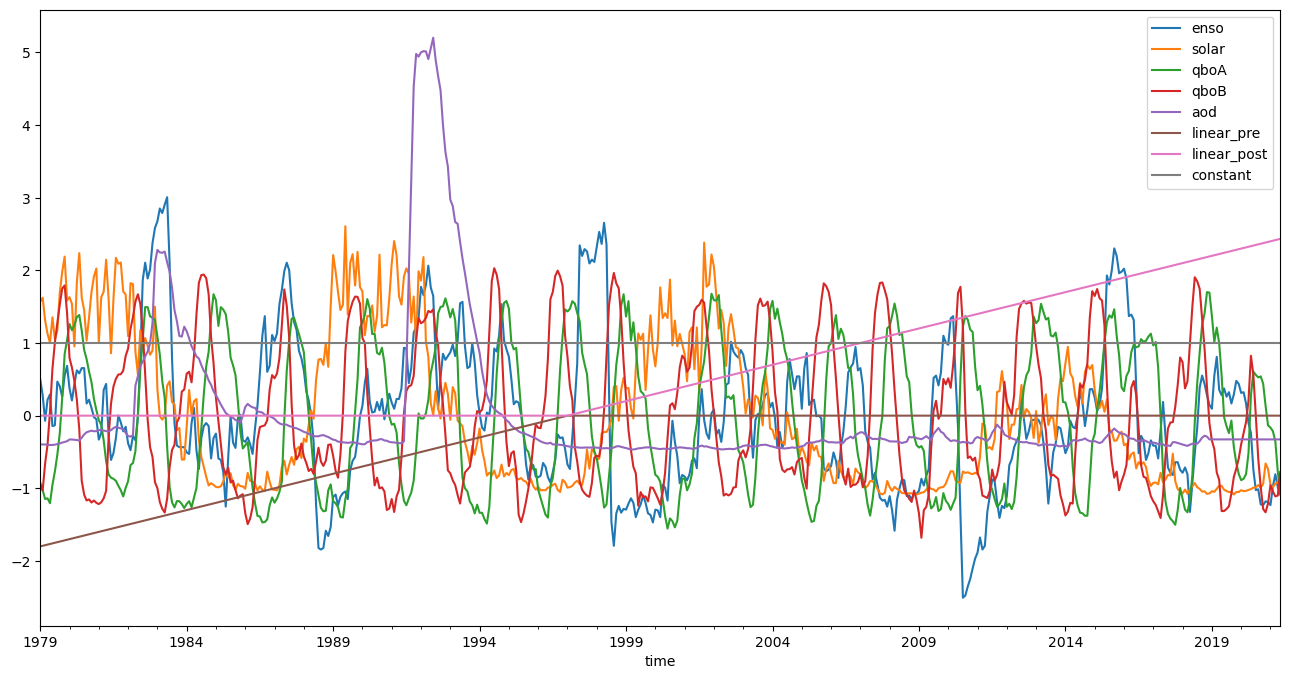 5
4
3
2
1
0
−1
−2
1979
1984
1989
1994
1999
2004
2009
2014
2019
time
enso
solar
qboA
qboB
aod
linear_pre
linear_post
constant